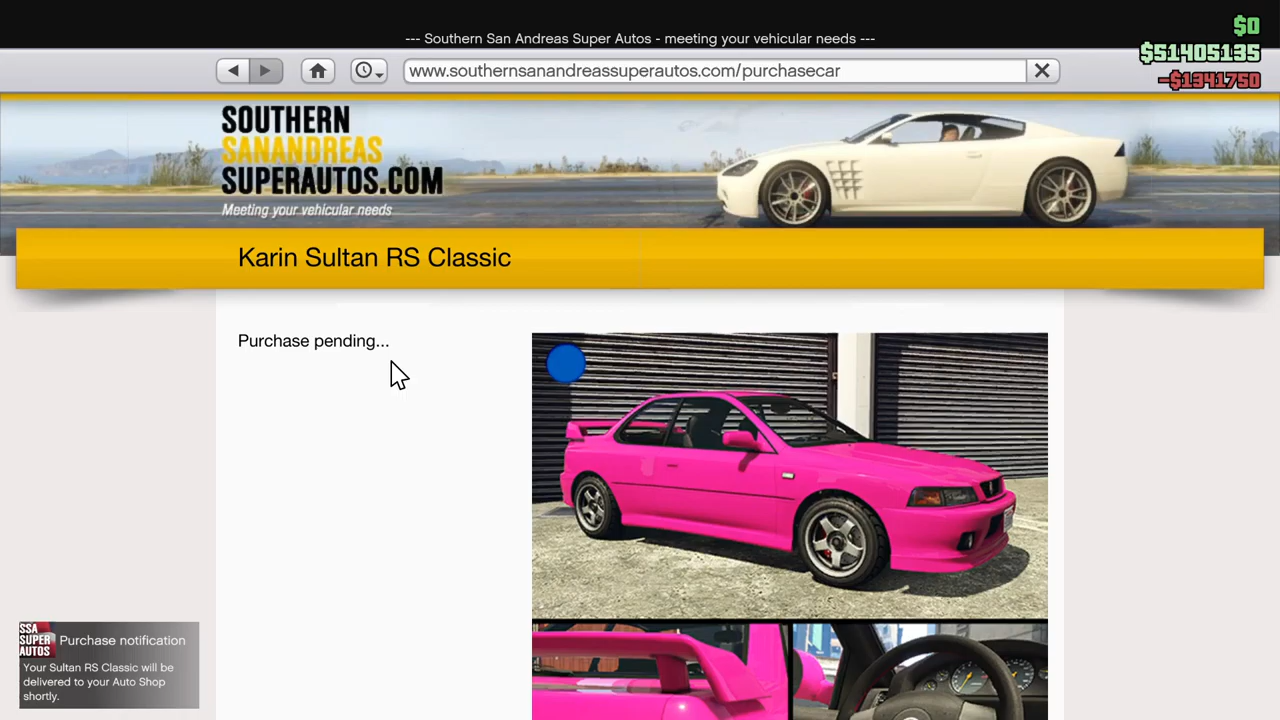 --- Southern San Andreas Super Autos - meeting your vehicular needs ---
$0
$51405135
-$1341750
www.southernsanandreassuperautos.com/purchasecar
SOUTHERN
SANANDREAS
SUPERAUTOS.COM
Meeting your vehicular needs
Karin Sultan RS Classic
Purchase pending...
SSA
SUPER
AUTOS
Purchase notification
Your Sultan RS Classic will be
delivered to your Auto Shop
shortly.